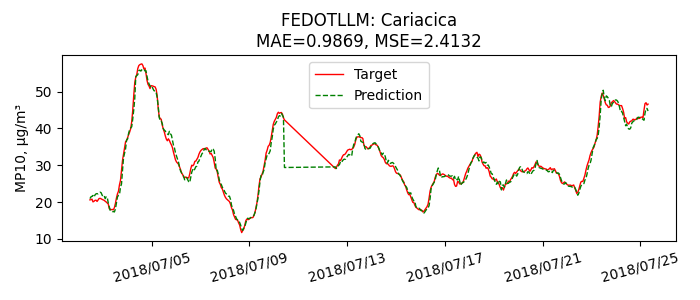 FEDOTLLM: Cariacica
MAE=0.9869, MSE=2.4132
Target
Prediction
MP10, µg/m³
50
40
30
20
10
2018/07/05
2018/07/09
2018/07/13
2018/07/17
2018/07/21
2018/07/25